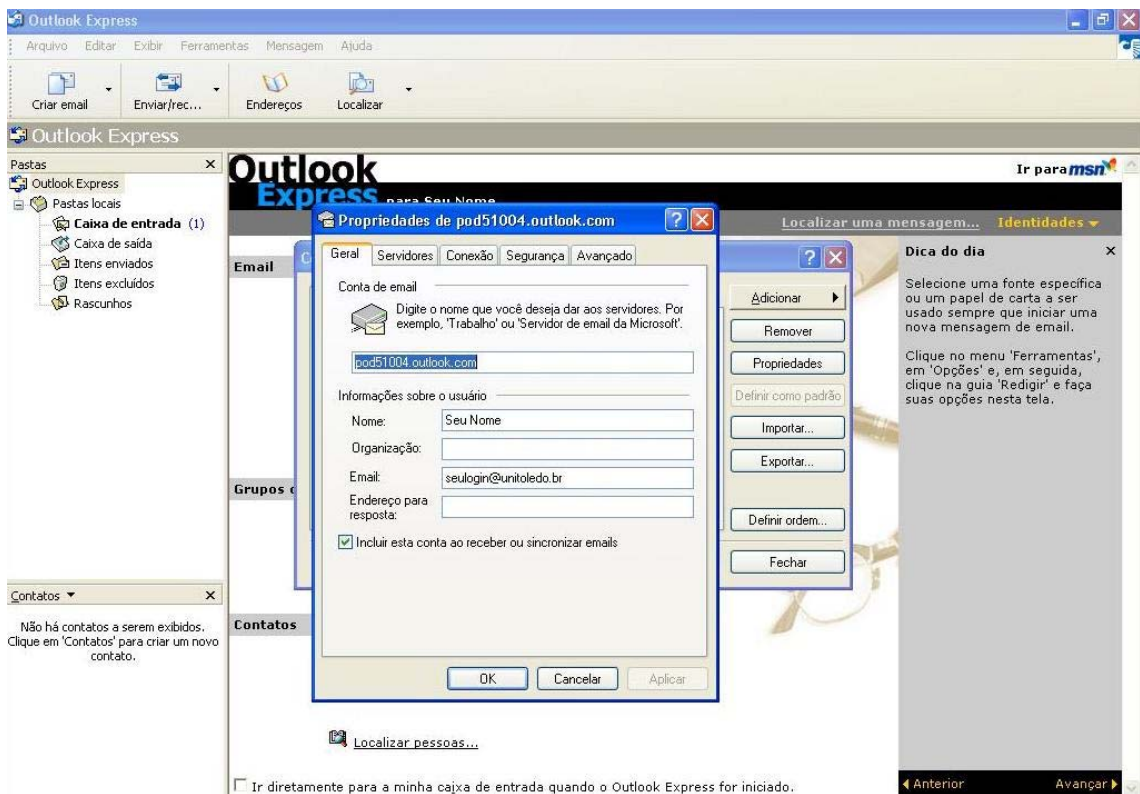 Outlook Express
Arquivo Editar Exibir Ferramentas Mensagem Ajuda
Criar email Enviar/rec... Endereços Localizar
Outlook Express
Pastas
Outlook Express
Pastas locais
Caixa de entrada (1)
Caixa de saída
Itens enviados
Itens excluídos
Rascunhos
Contatos
Não há contatos a serem exibidos.
Clique em 'Contatos' para criar um novo
contato.
Outlook
Express para Seu Nome
Ir para msn
Localizar uma mensagem... Identidades
Email
Grupos
Contatos
Localizar pessoas...
Ir diretamente para a minha caixa de entrada quando o Outlook Express for iniciado.
Propriedades de pod51004.outlook.com
Geral Servidores Conexão Segurança Avançado
Conta de email
Digite o nome que você deseja dar aos servidores. Por
exemplo, 'Trabalho' ou 'Servidor de email da Microsoft'.
pod51004.outlook.com
Informações sobre o usuário
Nome: Seu Nome
Organização:
Email: seulogin@unitoledo.br
Endereço para
resposta:
Incluir esta conta ao receber ou sincronizar emails
OK Cancelar Aplicar
Adicionar
Remover
Propriedades
Definir como padrão
Importar...
Exportar...
Definir ordem...
Fechar
Dica do dia
Selecione uma fonte específica
ou um papel de carta a ser
usado sempre que iniciar uma
nova mensagem de email.
Clique no menu 'Ferramentas',
em 'Opções' e, em seguida,
clique na guia 'Redigir' e faça
suas opções nesta tela.
Anterior Avançar